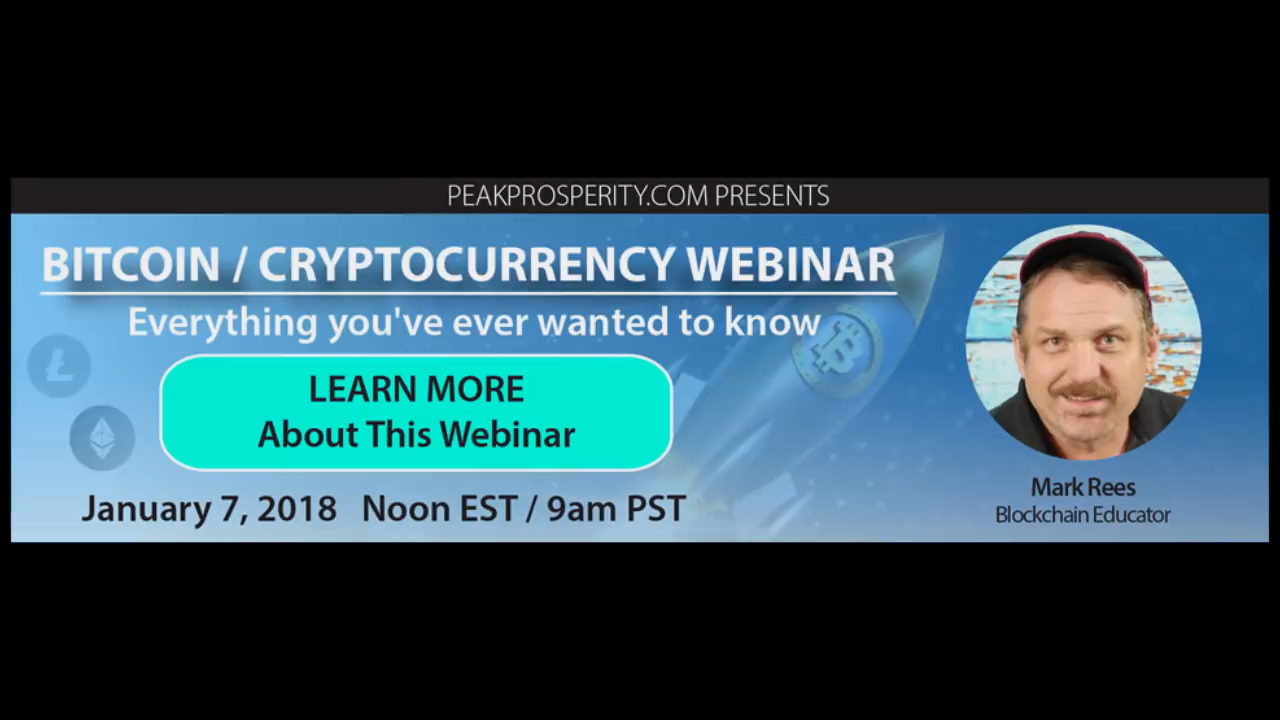 PEAKPROSPERITY.COM PRESENTS
BITCOIN / CRYPTOCURRENCY WEBINAR
Everything you've ever wanted to know
LEARN MORE
About This Webinar
January 7, 2018 Noon EST / 9am PST
Mark Rees
Blockchain Educator